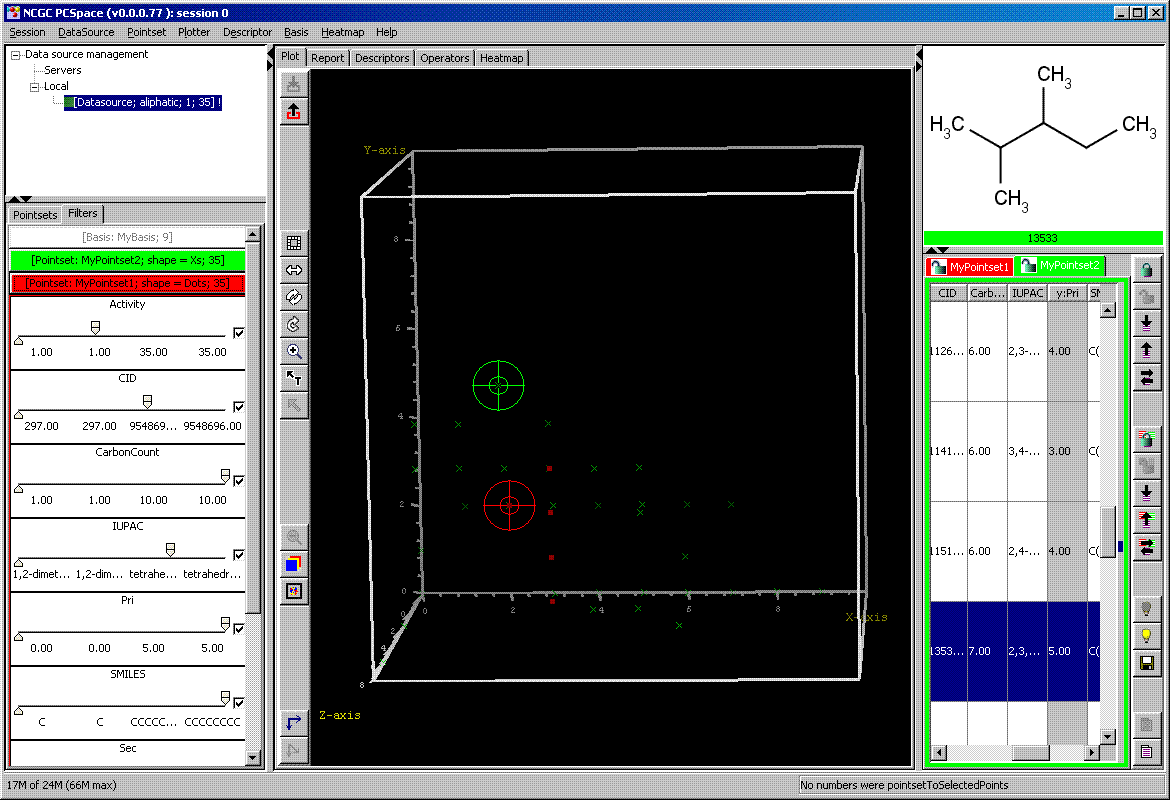 NCGC PCSpace (v0.0.0.77 ): session 0
Session DataSource Pointset Plotter Descriptor Basis Heatmap Help
Data source management
Servers
Local
[Datasource; aliphatic; 1; 35] !
Pointsets Filters
[Basis: MyBasis; 9]
[Pointset: MyPointset2; shape = Xs; 35]
[Pointset: MyPointset1; shape = Dots; 35]
Activity
1.00 1.00 35.00 35.00
CID
297.00 297.00 954869... 9548696.00
CarbonCount
1.00 1.00 10.00 10.00
IUPAC
1,2-dimet... 1,2-dim... tetrahe... tetrahedr...
Pri
0.00 0.00 5.00 5.00
SMILES
C C CCCCC... CCCCCCCC
Sec
Plot Report Descriptors Operators Heatmap
Y-axis
8
6
4
2
0
0 2 4 6 8
X-axis
0
2
4
8
Z-axis
CH3
H3C CH3
CH3
13533
MyPointset1 MyPointset2
CID Carb... IUPAC y:Pri SM
1126... 6.00 2,3-... 4.00 C(
1141... 6.00 3,4-... 3.00 C(
1151... 6.00 2,4-... 4.00 C(
1353... 7.00 2,3,... 5.00 C(
17M of 24M (66M max)
No numbers were pointsetToSelectedPoints